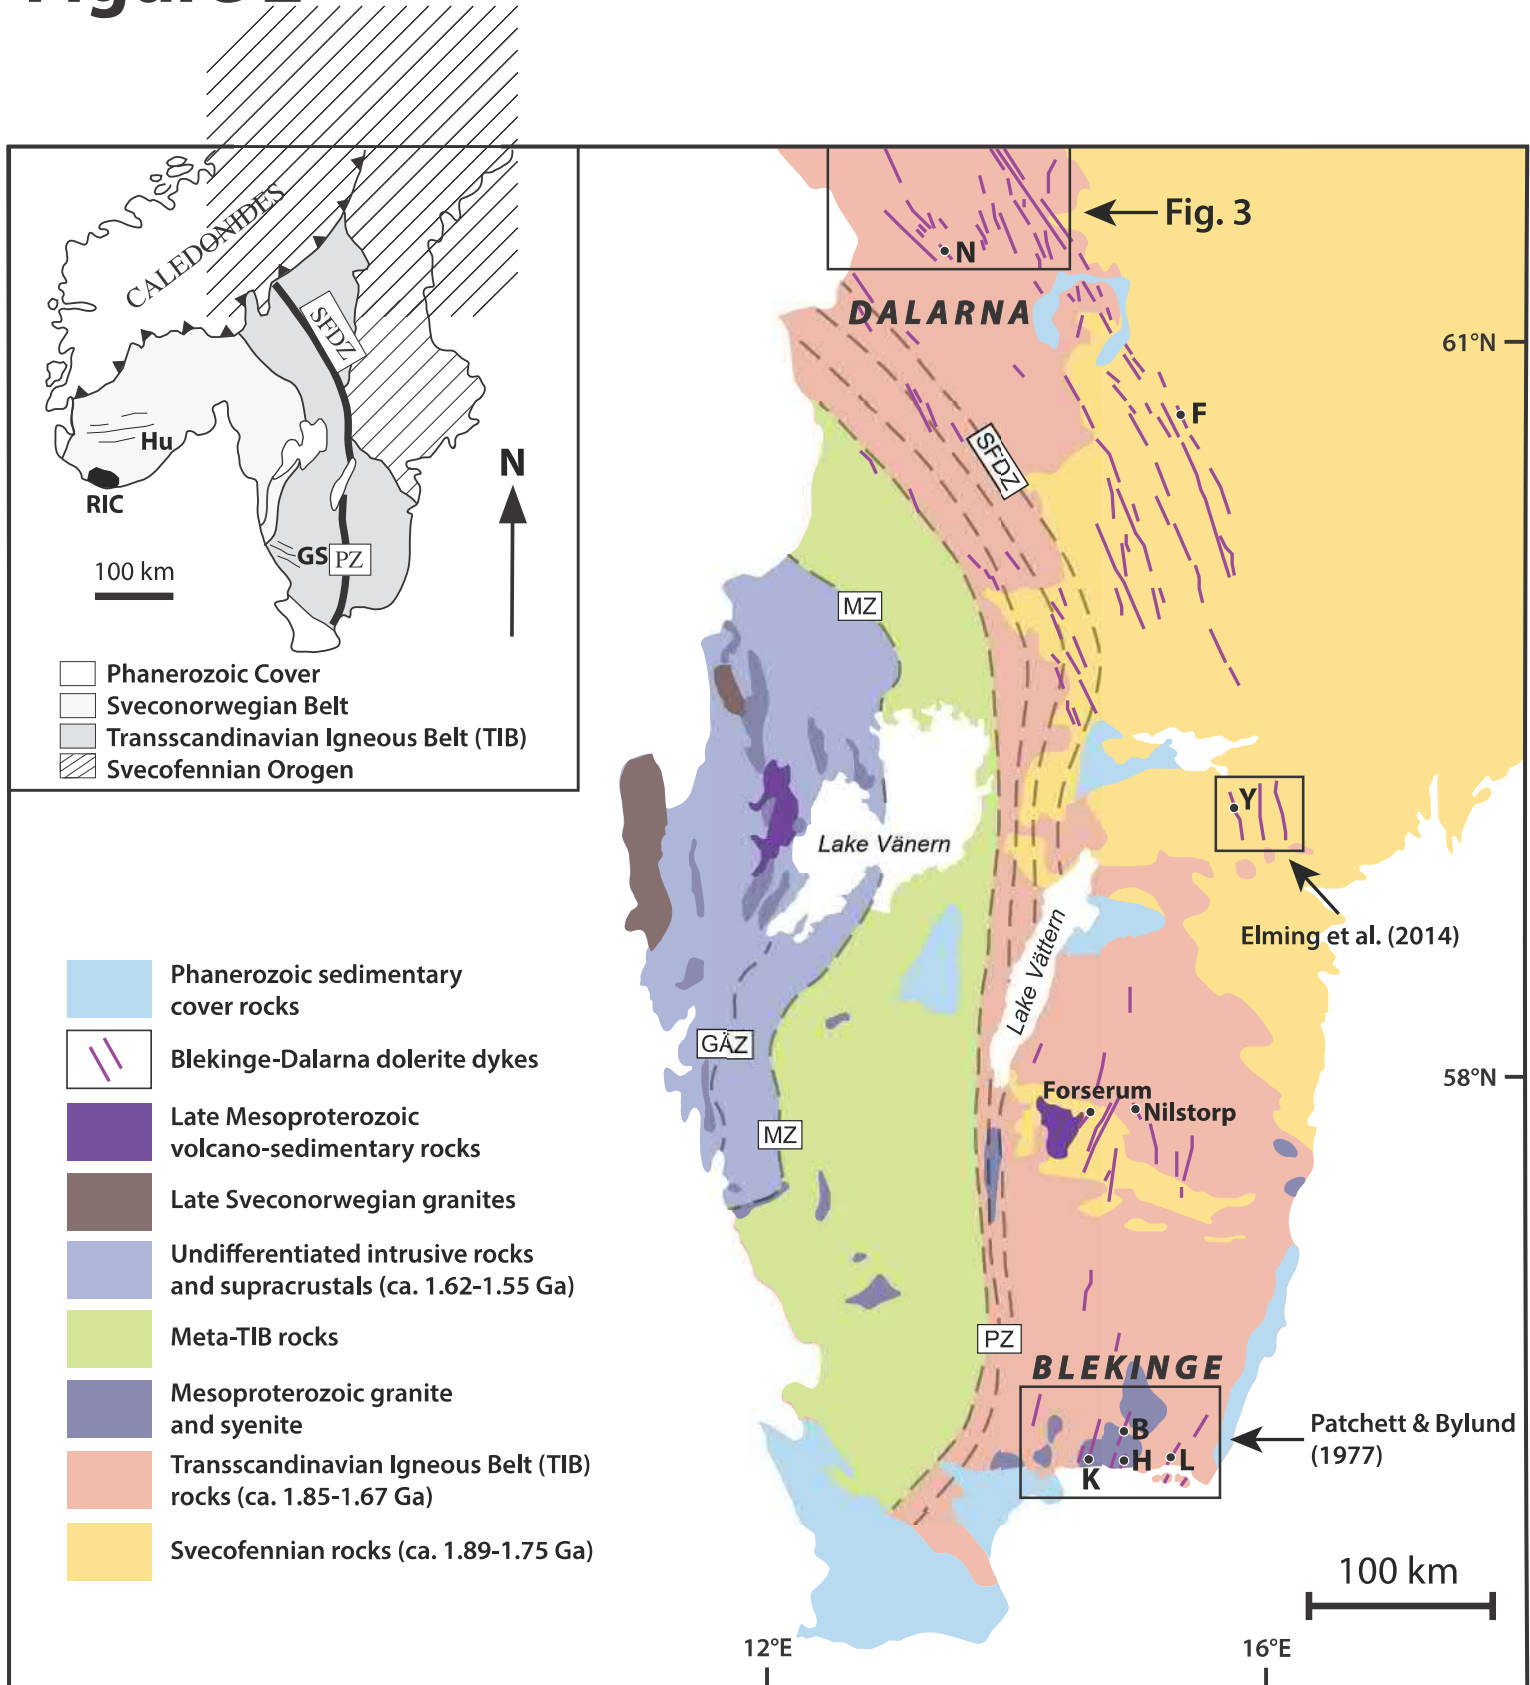 CALEDONIDES
SFDZ
Hu
RIC
GS
PZ
N
100 km
Phanerozoic Cover
Sveconorwegian Belt
Transscandinavian Igneous Belt (TIB)
Svecofennian Orogen
Fig. 3
N
DALARNA
61°N
F
SFDZ
MZ
Y
Lake Vänern
Elming et al. (2014)
Lake Vättern
GÄZ
58°N
Forserum
Nilstorp
MZ
PZ
BLEKINGE
Patchett & Bylund
(1977)
B
H
L
K
100 km
12°E
16°E
Phanerozoic sedimentary
cover rocks
Blekinge-Dalarna dolerite dykes
Late Mesoproterozoic
volcano-sedimentary rocks
Late Sveconorwegian granites
Undifferentiated intrusive rocks
and supracrustals (ca. 1.62-1.55 Ga)
Meta-TIB rocks
Mesoproterozoic granite
and syenite
Transscandinavian Igneous Belt (TIB)
rocks (ca. 1.85-1.67 Ga)
Svecofennian rocks (ca. 1.89-1.75 Ga)